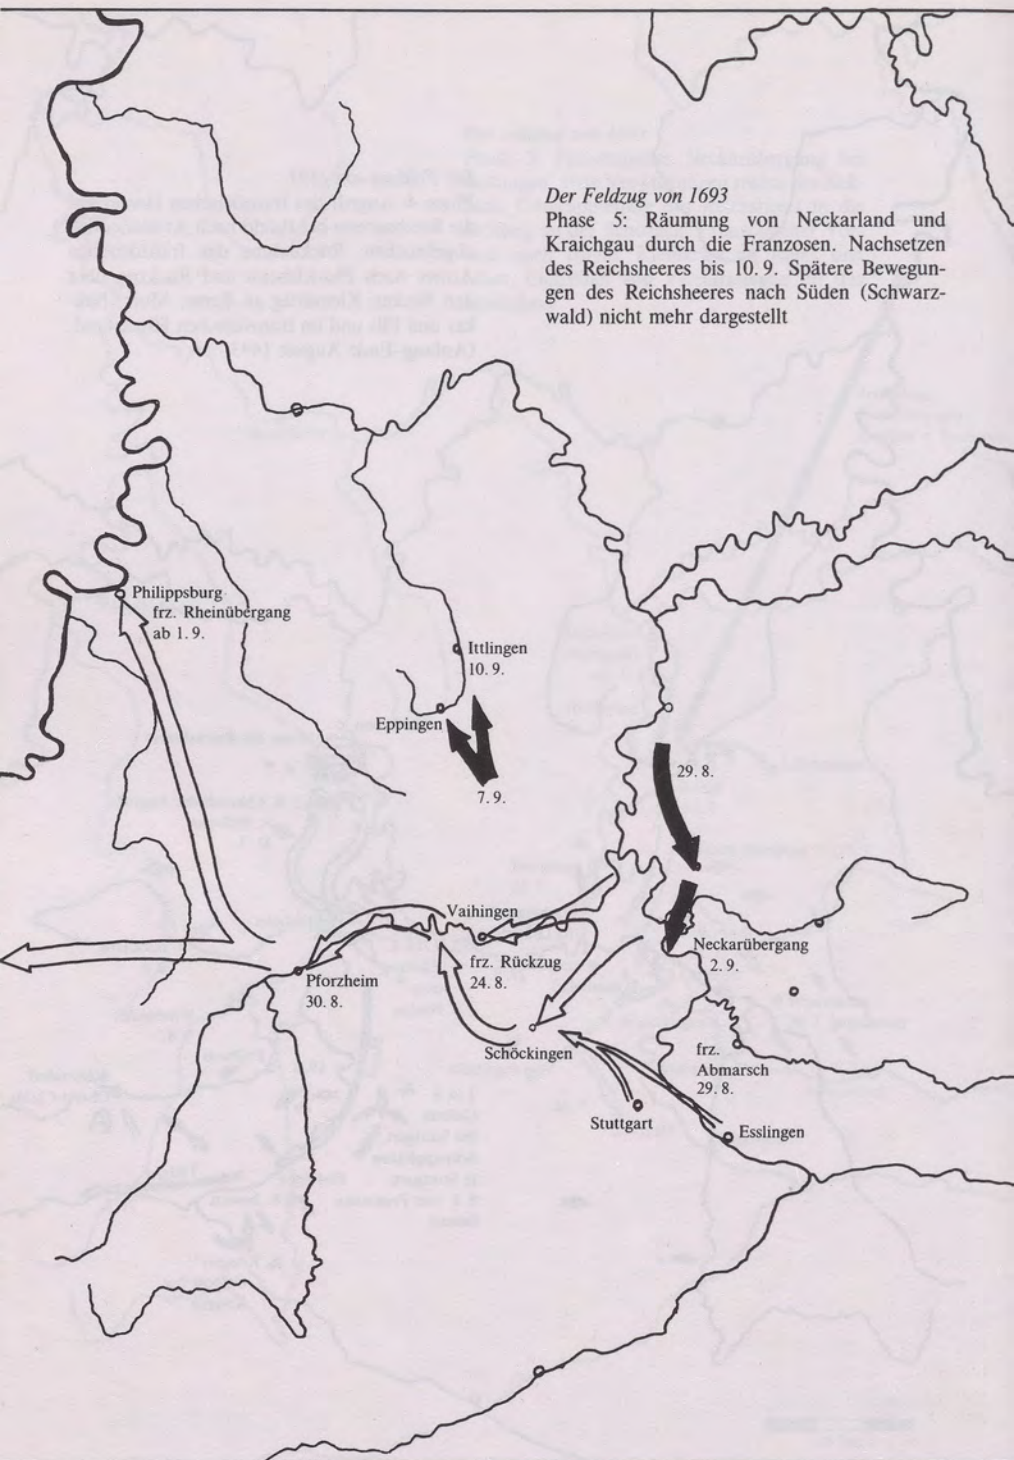 Der Feldzug von 1693
Phase 5: Räumung von Neckarland und
Kraichgau durch die Franzosen. Nachsetzen
des Reichsheeres bis 10. 9. Spätere Bewegun-
gen des Reichsheeres nach Süden (Schwarz-
wald) nicht mehr dargestellt
Philippsburg
frz. Rheinübergang
ab 1. 9.
Ittlingen
10. 9.
Eppingen
7. 9.
29. 8.
Vaihingen
frz. Rückzug
24. 8.
Neckarübergang
2. 9.
Pforzheim
30. 8.
Schöckingen
frz.
Abmarsch
29. 8.
Stuttgart
Esslingen